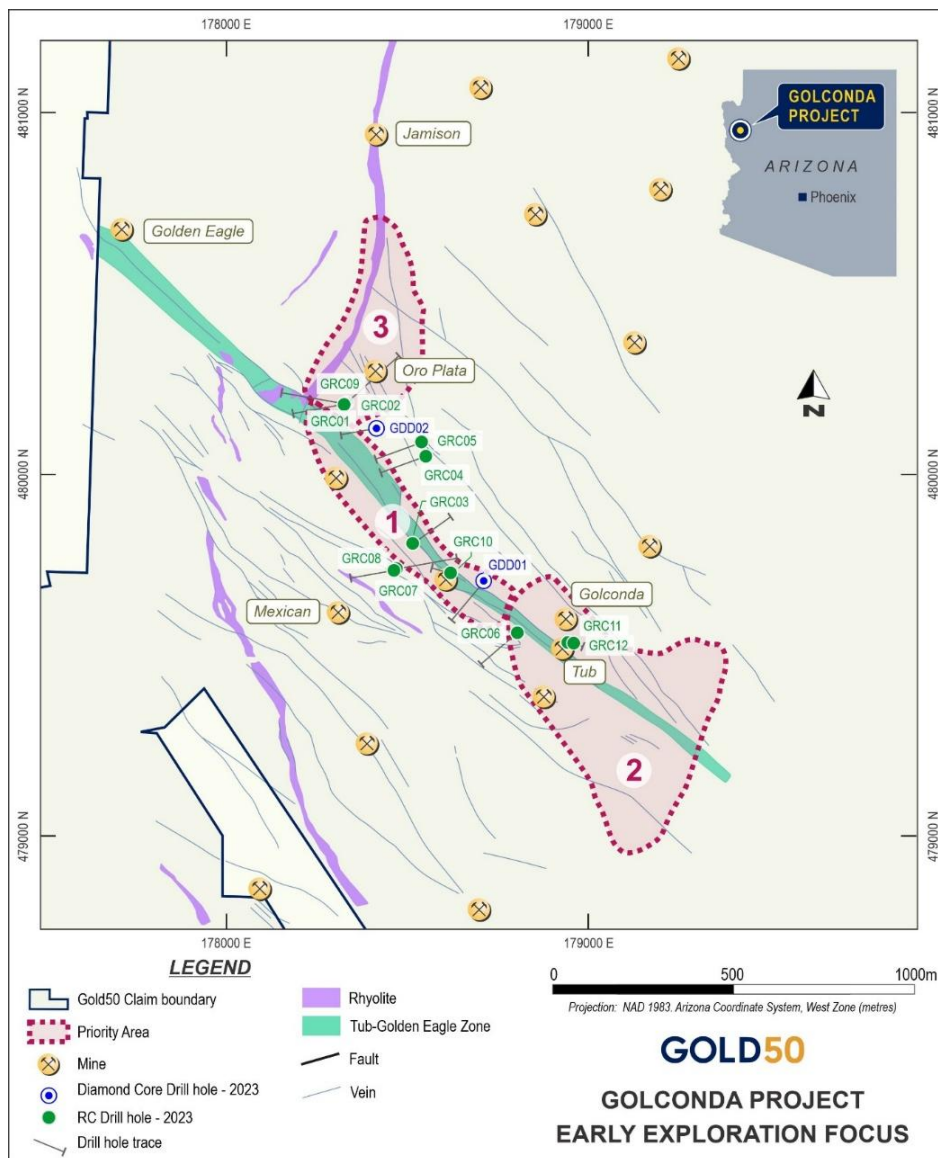 178000 E
179000 E
481000 N
481000 N
GOLCONDA
PROJECT
ARIZONA
Phoenix
Jamison
Golden Eagle
3
Oro Plata
N
GRC09
GRC02
GRC01
GDD02
GRC05
GRC04
480000 N
480000 N
GRC03
1
GRC10
GRC08
GDD01
GRC07
Golconda
Mexican
GRC11
GRC06
GRC12
Tub
2
479000 N
479000 N
178000 E
179000 E
LEGEND
Gold50 Claim boundary
Priority Area
Mine
Diamond Core Drill hole - 2023
RC Drill hole - 2023
Drill hole trace
Rhyolite
Tub-Golden Eagle Zone
Fault
Vein
0 500 1000m
Projection: NAD 1983. Arizona Coordinate System, West Zone (metres)
GOLD50
GOLCONDA PROJECT
EARLY EXPLORATION FOCUS